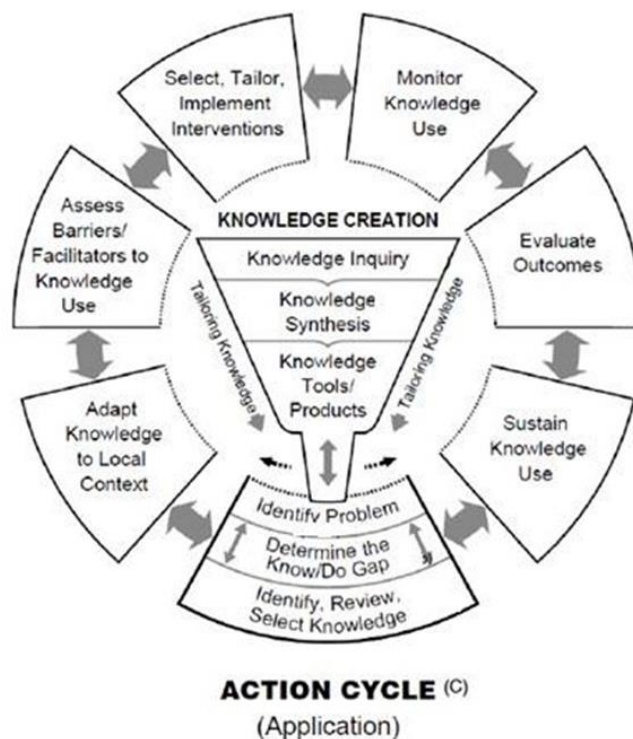 Select, Tailor,
Implement
Interventions
Monitor
Knowledge
Use
Assess
Barriers/
Facilitators to
Knowledge
Use
KNOWLEDGE CREATION
Evaluate
Outcomes
Knowledge Inquiry
Knowledge
Synthesis
Knowledge
Tools/
Products
Tailoring Knowledge
Tailoring Knowledge
Adapt
Knowledge
to Local
Context
Sustain
Knowledge
Use
Identify Problem
Determine the
Know/Do Gap
Identify, Review,
Select Knowledge
ACTION CYCLE (C)
(Application)